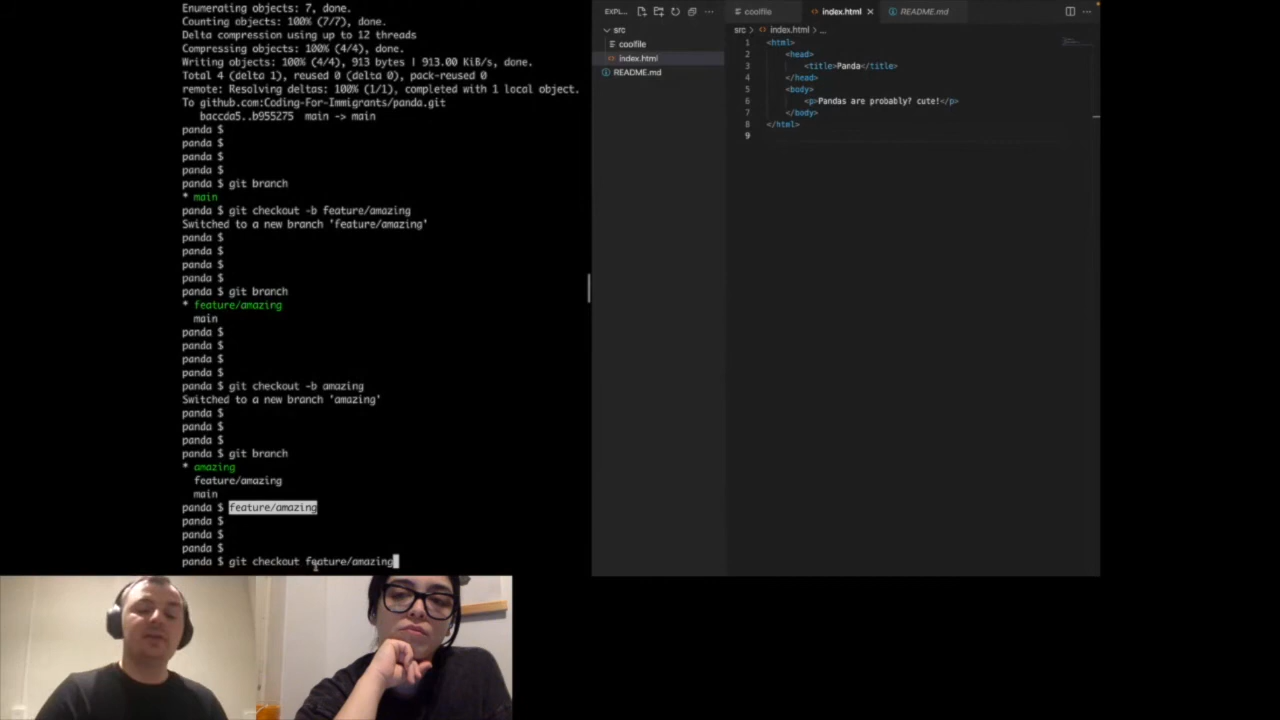 Enumerating objects: 7, done.
Counting objects: 100% (7/7), done.
Delta compression using up to 12 threads
Compressing objects: 100% (4/4), done.
Writing objects: 100% (4/4), 913 bytes | 913.00 KiB/s, done.
Total 4 (delta 1), reused 0 (delta 0), pack-reused 0
remote: Resolving deltas: 100% (1/1), completed with 1 local object.
To github.com:Coding-For-Immigrants/panda.git
baccda5..b955275 main -> main
panda $
panda $
panda $
panda $
panda $ git branch
* main
panda $ git checkout -b feature/amazing
Switched to a new branch 'feature/amazing'
panda $
panda $
panda $
panda $
panda $ git branch
* feature/amazing
main
panda $
panda $
panda $
panda $
panda $ git checkout -b amazing
Switched to a new branch 'amazing'
panda $
panda $
panda $
panda $ git branch
* amazing
feature/amazing
main
panda $ feature/amazing
panda $
panda $
panda $
panda $ git checkout feature/amazing
EXPL...
src
coolfile
index.html
README.md
coolfile
index.html
README.md
src > index.html > ...
1 <html>
2 <head>
3 <title>Panda</title>
4 </head>
5 <body>
6 <p>Pandas are probably? cute!</p>
7 </body>
8 </html>
9